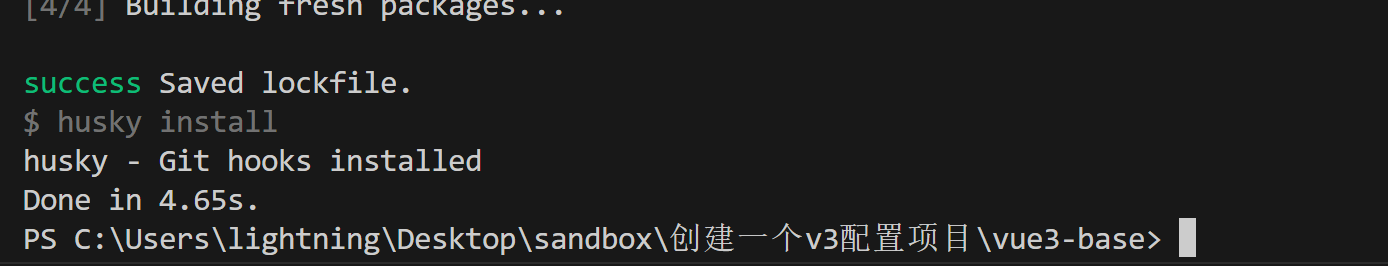 [4/4] Building fresh packages...
success Saved lockfile.
$ husky install
husky - Git hooks installed
Done in 4.65s.
PS C:\Users\lightning\Desktop\sandbox\创建一个v3配置项目\vue3-base>